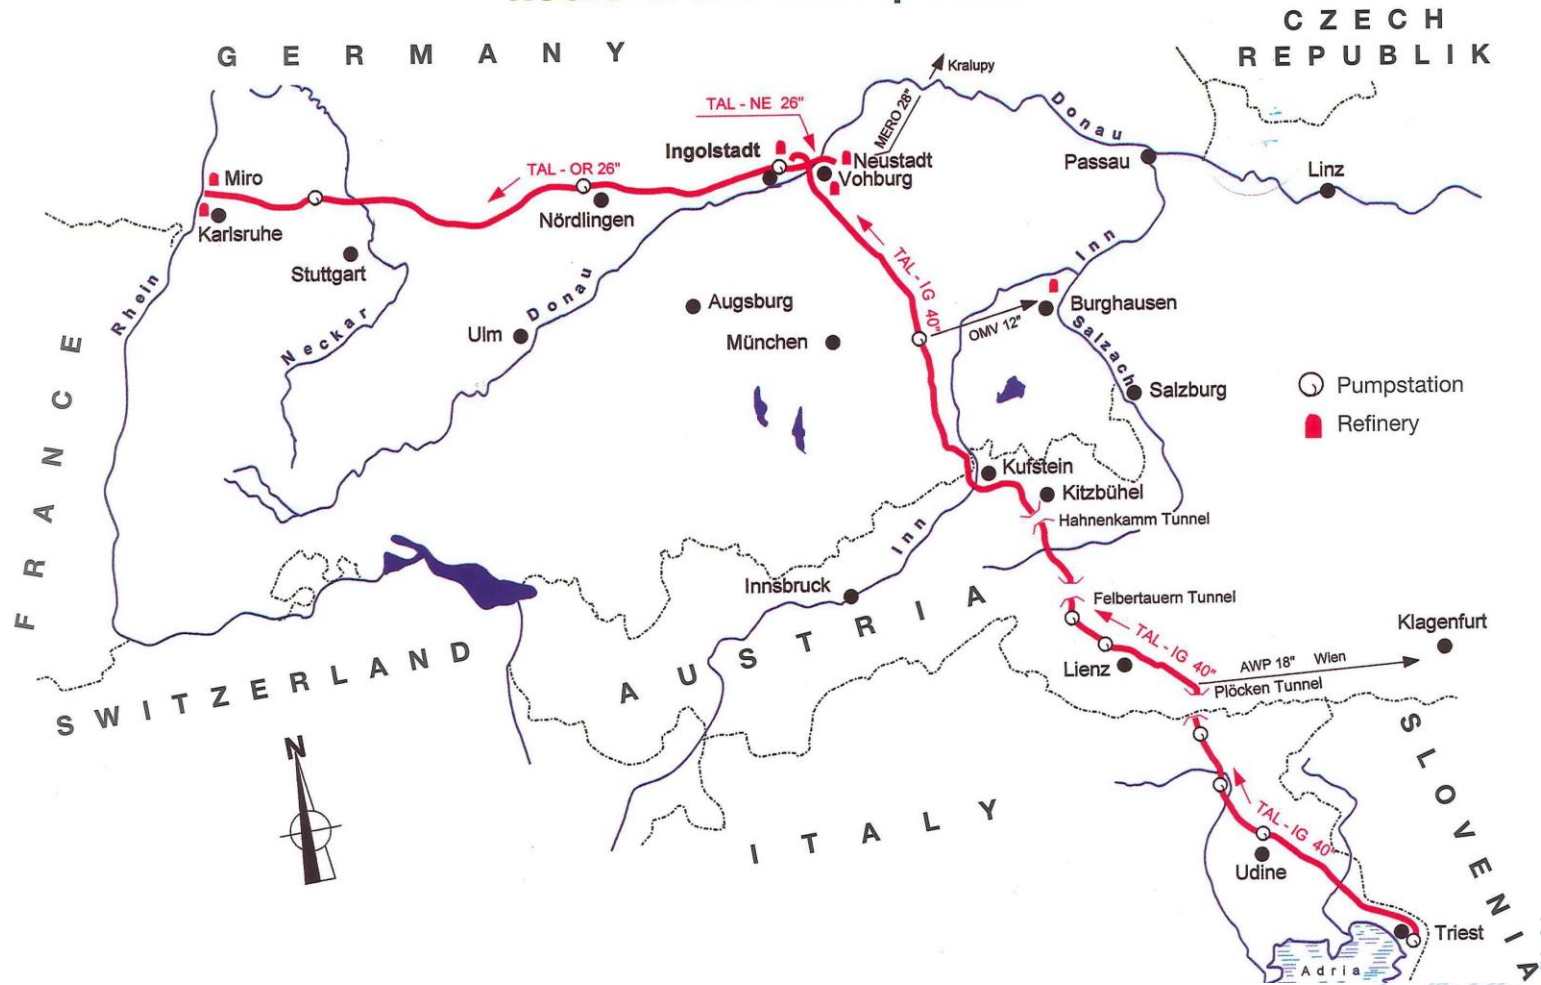 CZECH
REPUBLIK
GERMANY
Kralupy
TAL - NE 26"
MERO 28"
Donau
Ingolstadt
Neustadt
Vohburg
Passau
Linz
Miro
TAL - OR 26"
Karlsruhe
Nördlingen
Stuttgart
Rhein
Neckar
Donau
Ulm
Augsburg
München
TAL - IG 40"
Inn
Burghausen
OMV 12"
Salzach
Salzburg
Pumpstation
Refinery
FRANCE
Kufstein
Kitzbühel
Hahnenkamm Tunnel
Inn
Innsbruck
AUSTRIA
Felbertauern Tunnel
TAL - IG 40"
Klagenfurt
Lienz
AWP 18" Wien
Plöcken Tunnel
SWITZERLAND
N
SLOVENIA
ITALY
TAL - IG 40"
Udine
Triest
Adria